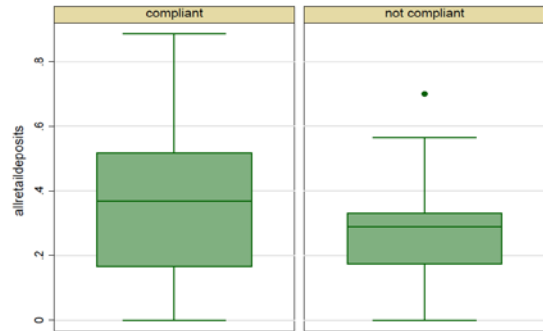 compliant
not compliant
allretaildeposits
.8
.6
.4
.2
0